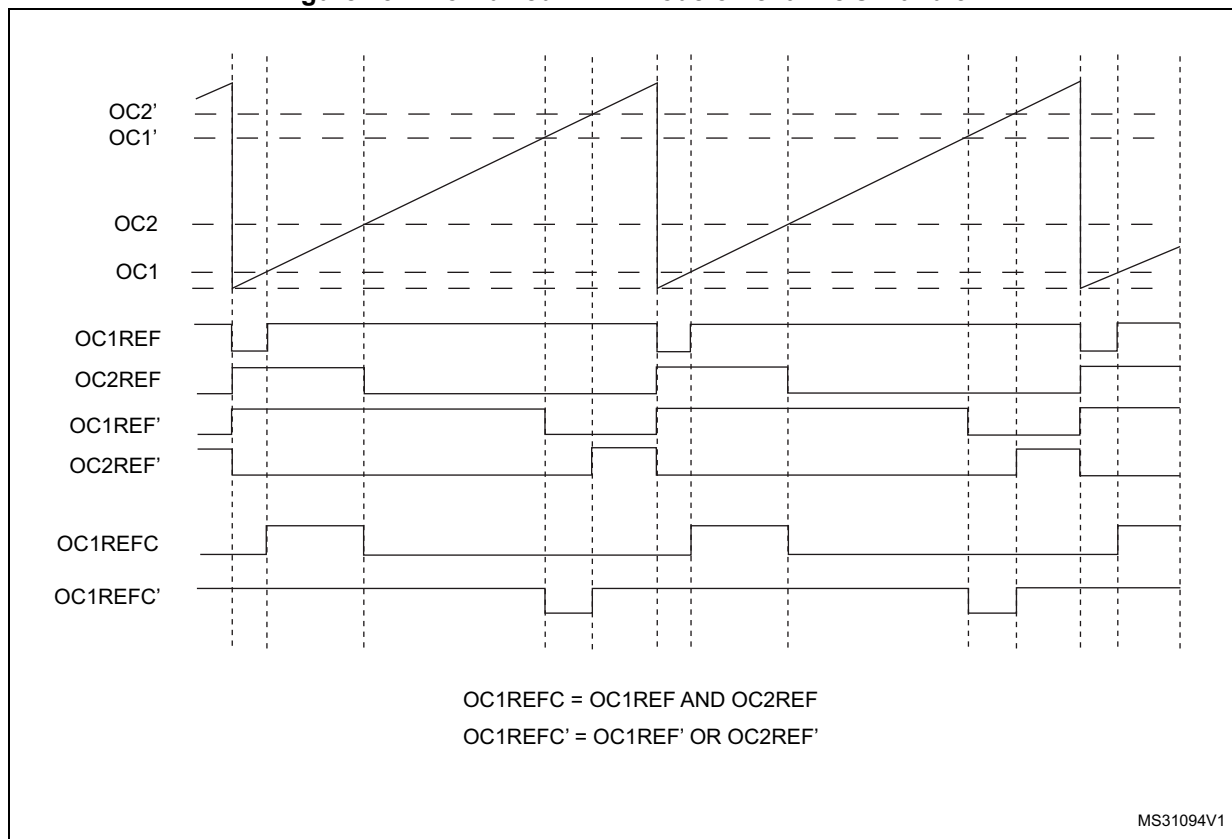 OC2’
OC1’
OC2
OC1
OC1REF
OC2REF
OC1REF’
OC2REF’
OC1REFC
OC1REFC’
OC1REFC = OC1REF AND OC2REF
OC1REFC’ = OC1REF’ OR OC2REF’
MS31094V1